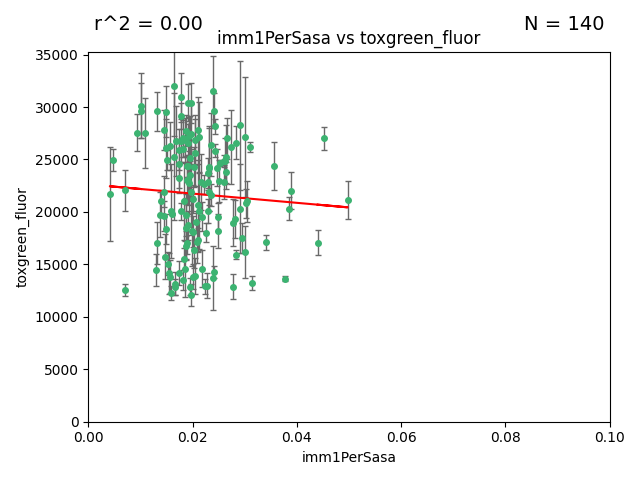 r^2 = 0.00
N = 140
imm1PerSasa vs toxgreen_fluor
35000
30000
25000
20000
15000
10000
5000
0
toxgreen_fluor
0.00
0.02
0.04
0.06
0.08
0.10
imm1PerSasa